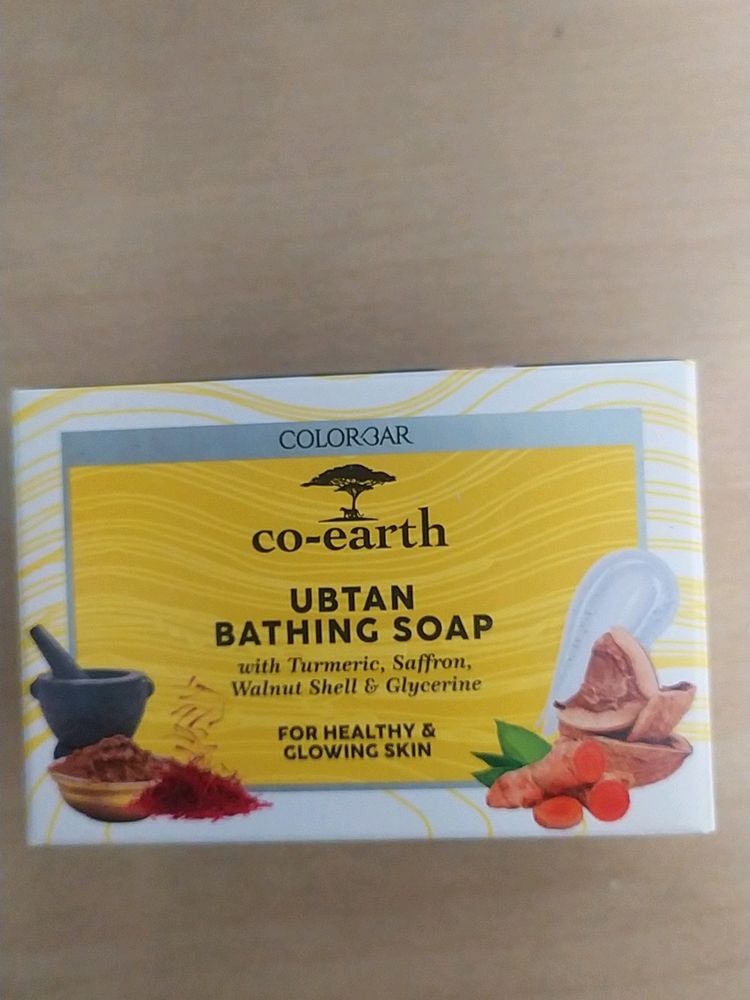 COLORBAR
co-earth
UBTAN
BATHING SOAP
with Turmeric, Saffron,
Walnut Shell & Glycerine
FOR HEALTHY &
GLOWING SKIN